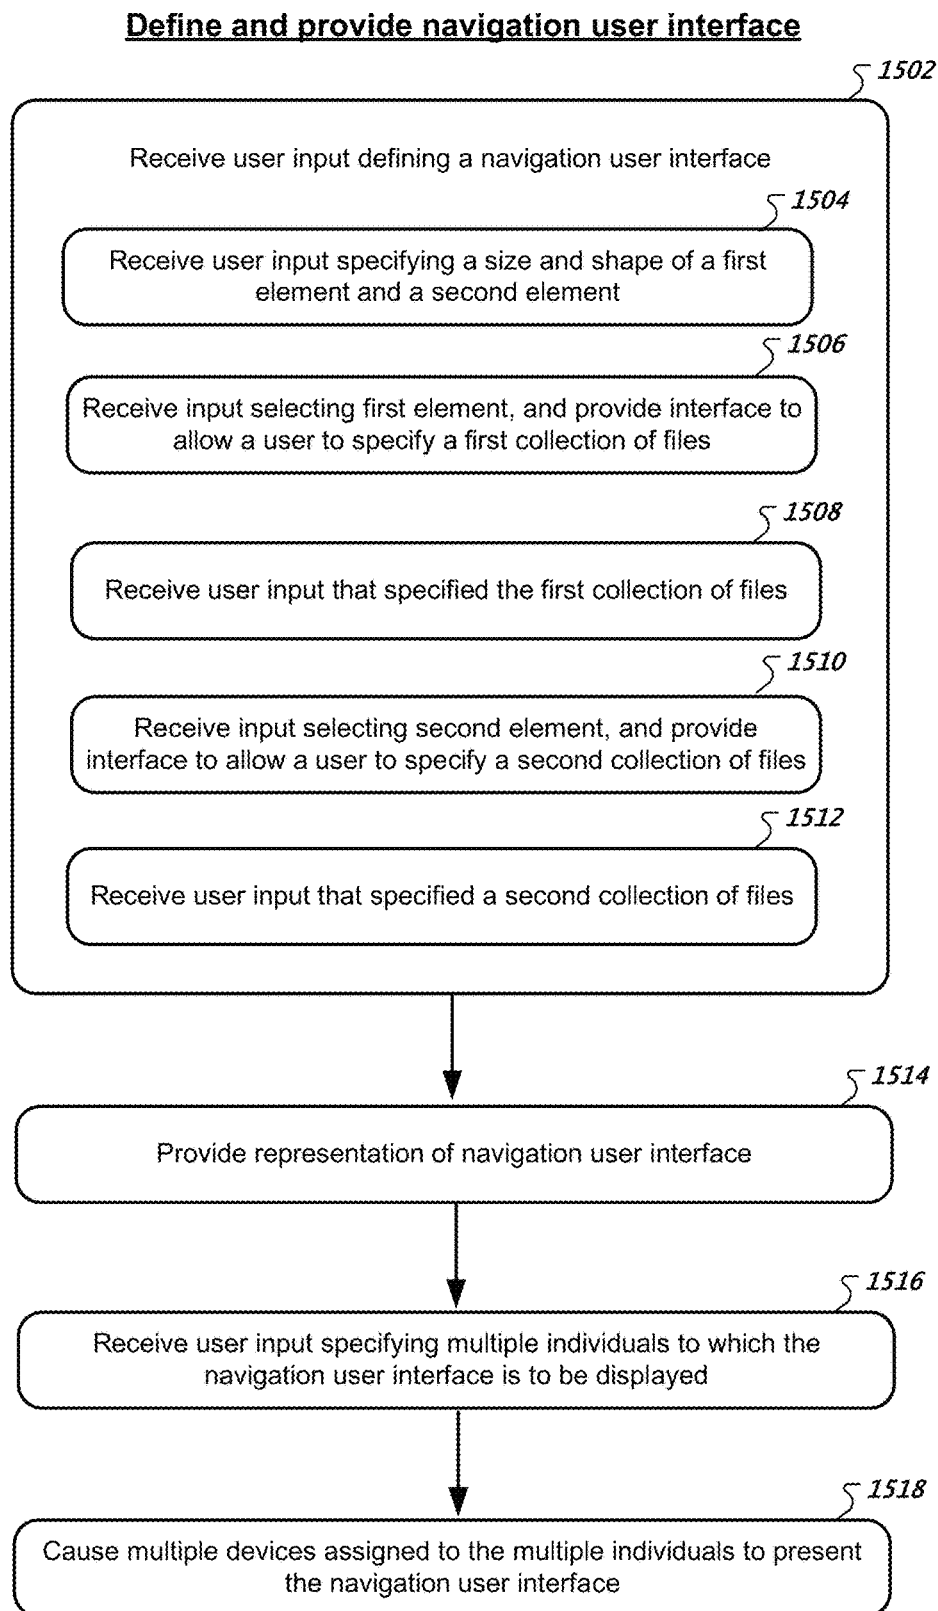 Define and provide navigation user interface
1502
Receive user input defining a navigation user interface
1504
Receive user input specifying a size and shape of a first
element and a second element
1506
Receive input selecting first element, and provide interface to
allow a user to specify a first collection of files
1508
Receive user input that specified the first collection of files
1510
Receive input selecting second element, and provide
interface to allow a user to specify a second collection of files
1512
Receive user input that specified a second collection of files
1514
Provide representation of navigation user interface
1516
Receive user input specifying multiple individuals to which the
navigation user interface is to be displayed
1518
Cause multiple devices assigned to the multiple individuals to present
the navigation user interface